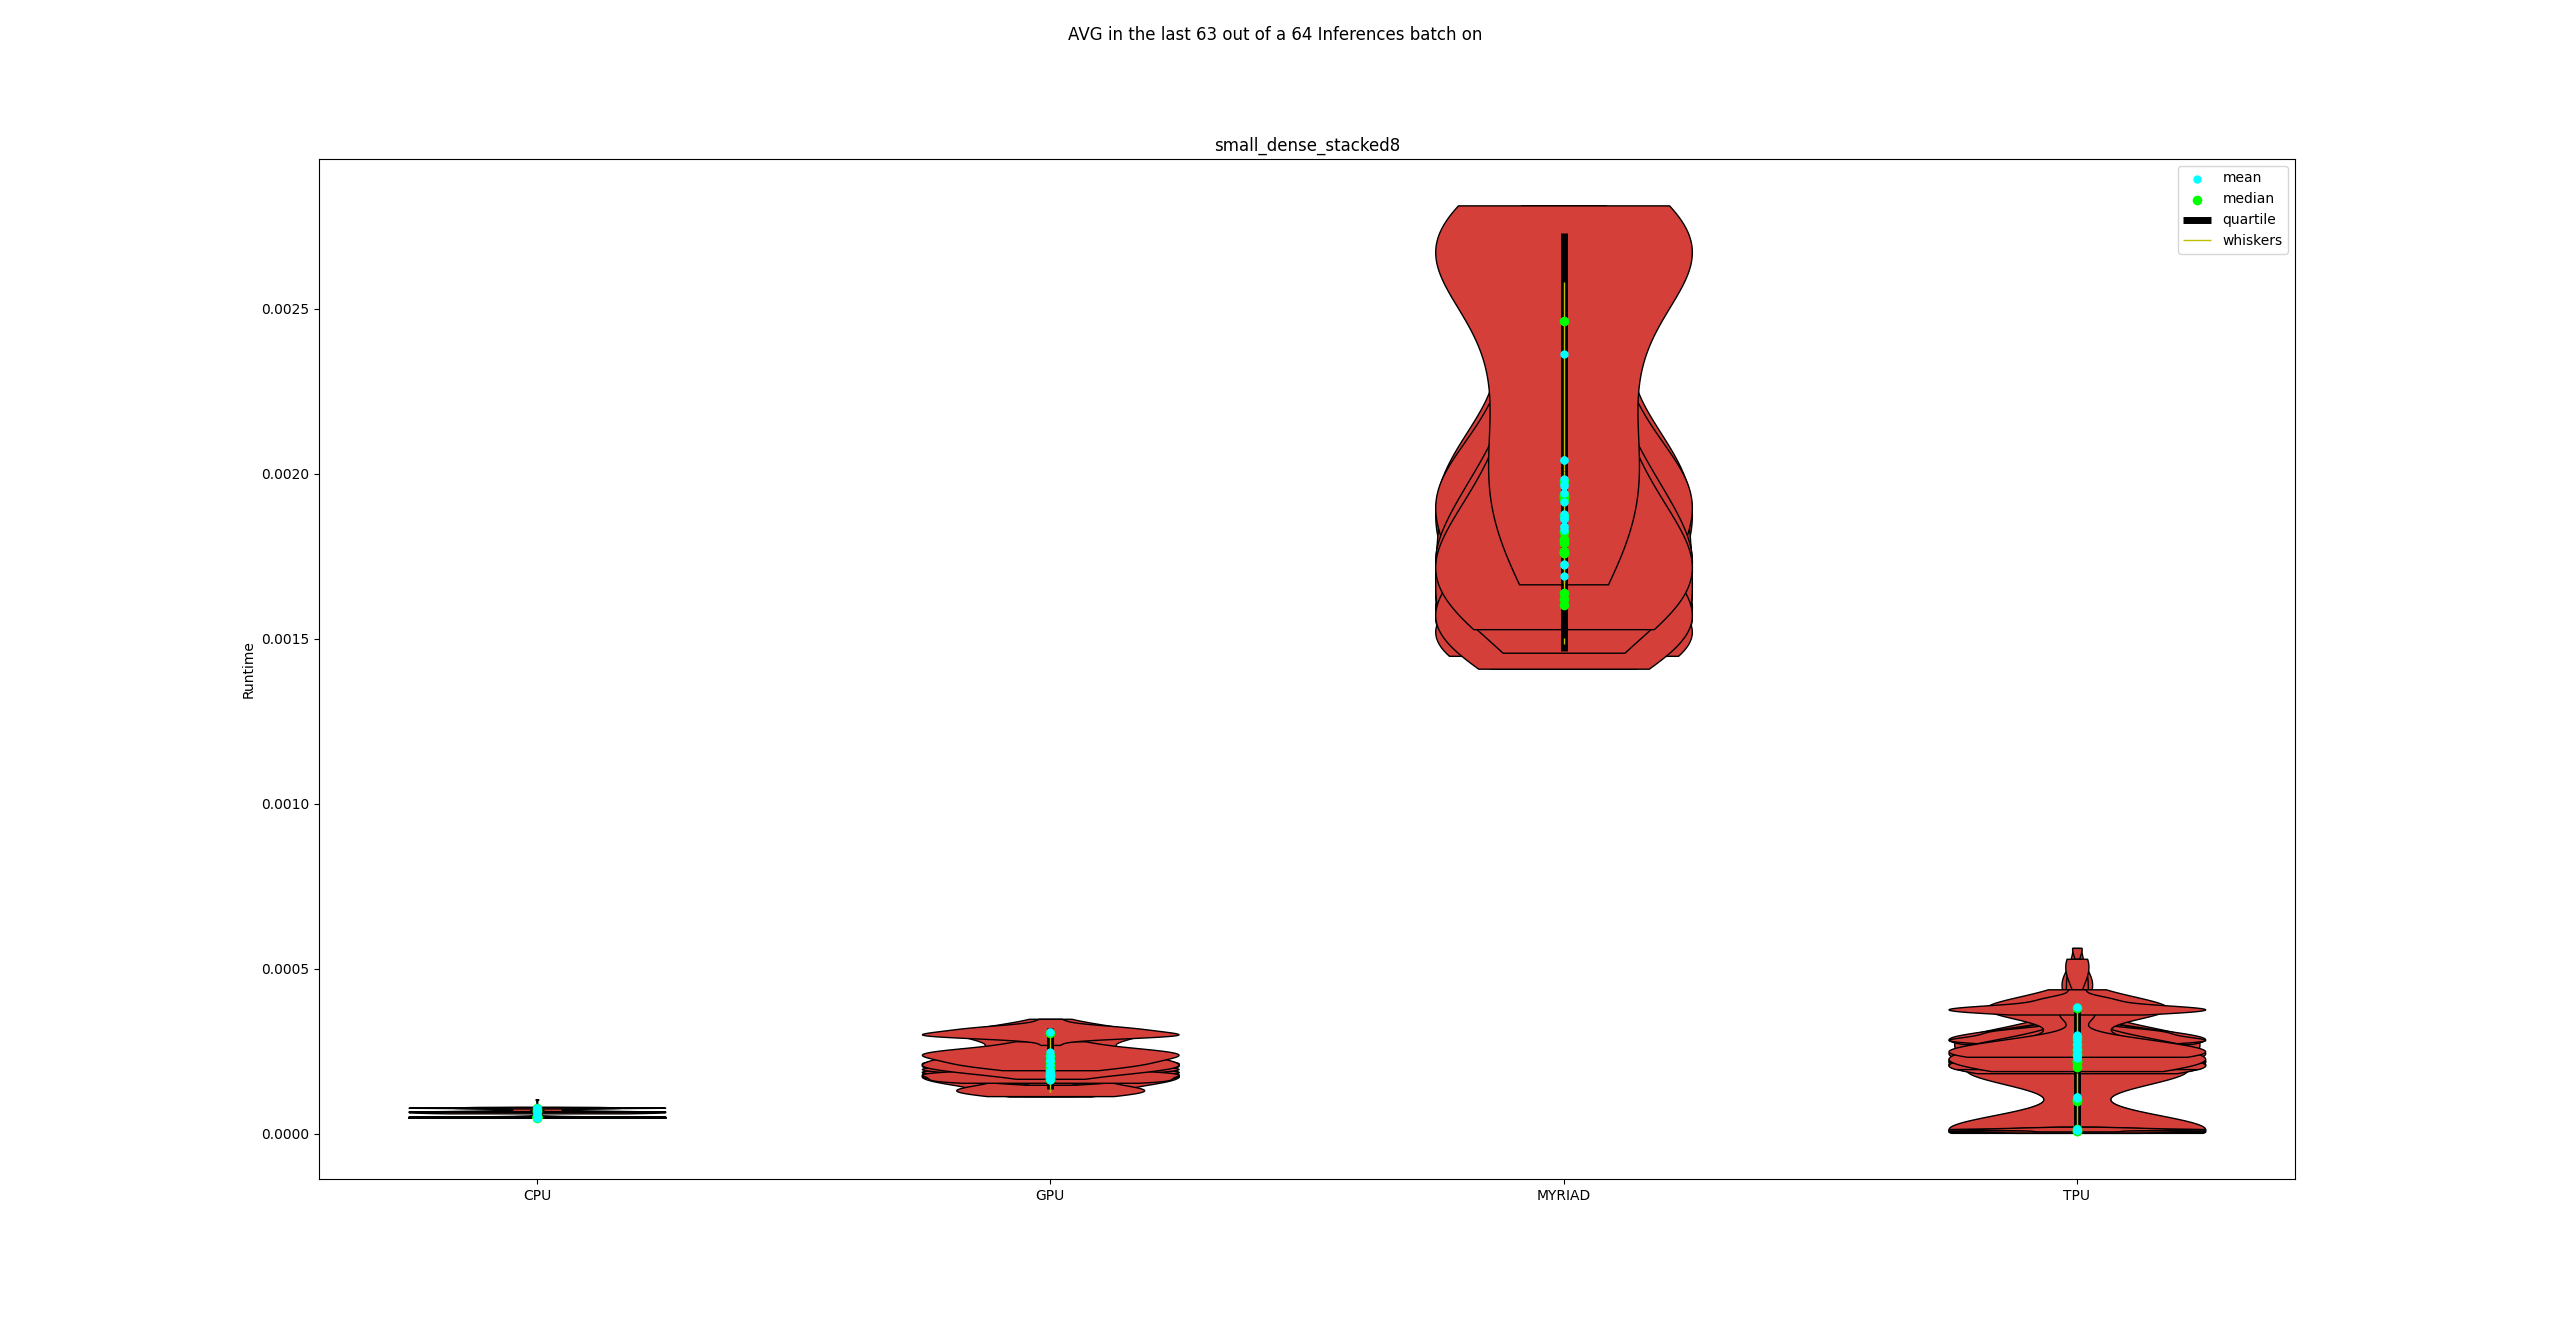 AVG in the last 63 out of a 64 Inferences batch on
small_dense_stacked8
mean
median
quartile
whiskers
0.0025
0.0020
0.0015
0.0010
0.0005
0.0000
Runtime
CPU
GPU
MYRIAD
TPU